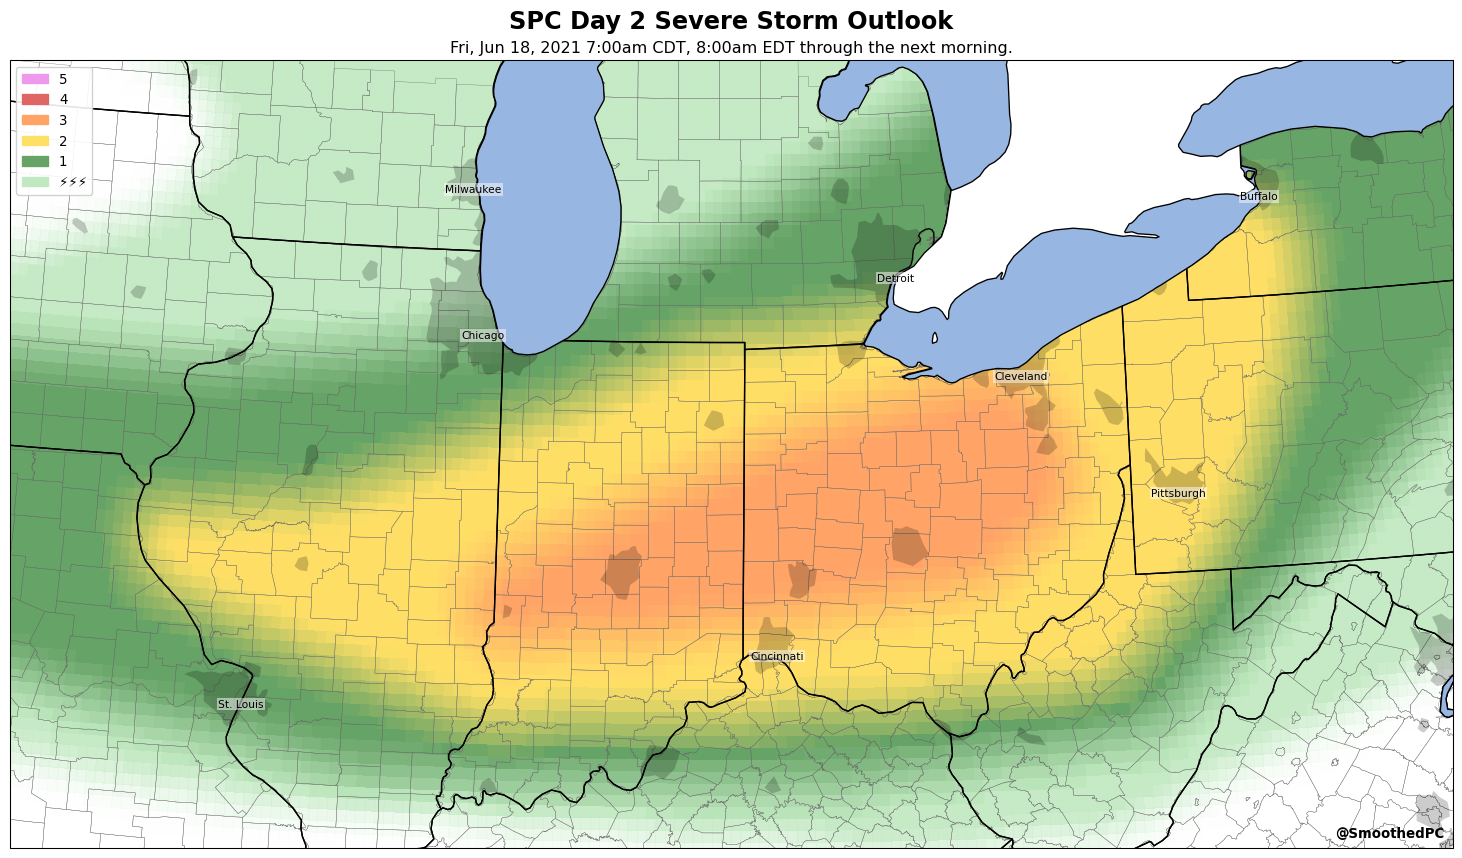 SPC Day 2 Severe Storm Outlook
Fri, Jun 18, 2021 7:00am CDT, 8:00am EDT through the next morning.
5
4
3
2
1
⚡⚡⚡
Milwaukee
Buffalo
Detroit
Chicago
Cleveland
Pittsburgh
Cincinnati
St. Louis
@SmoothedPC